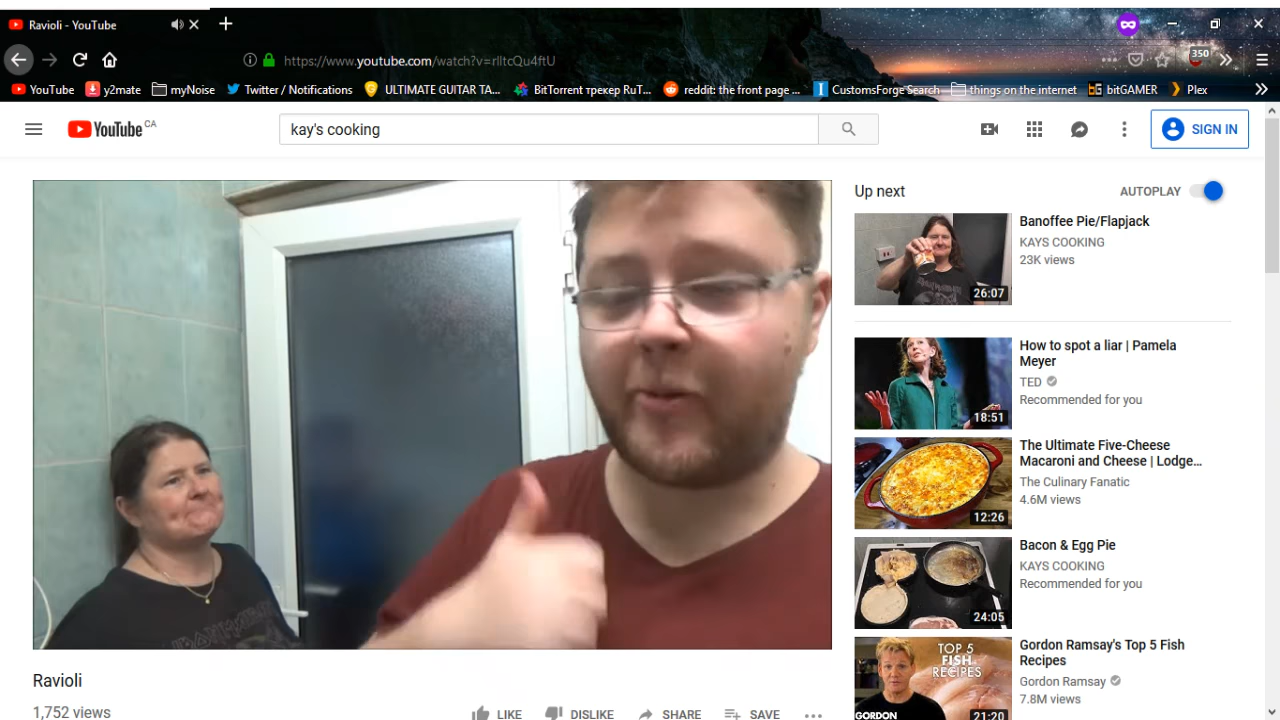 Ravioli - YouTube
https://www.youtube.com/watch?v=rlltcQu4ftU
350
YouTube
y2mate
myNoise
Twitter / Notifications
ULTIMATE GUITAR TA...
BitTorrent трекер RuT...
reddit: the front page ...
CustomsForge Search
things on the internet
bitGAMER
Plex
YouTube CA
kay's cooking
SIGN IN
Up next
AUTOPLAY
Banoffee Pie/Flapjack
KAYS COOKING
23K views
26:07
How to spot a liar | Pamela
Meyer
TED
Recommended for you
18:51
The Ultimate Five-Cheese
Macaroni and Cheese | Lodge...
The Culinary Fanatic
4.6M views
12:26
Bacon & Egg Pie
KAYS COOKING
Recommended for you
24:05
Gordon Ramsay's Top 5 Fish
Recipes
Gordon Ramsay
7.8M views
TOP 5
FISH
RECIPES
GORDON
21:20
Ravioli
1,752 views
LIKE
DISLIKE
SHARE
SAVE